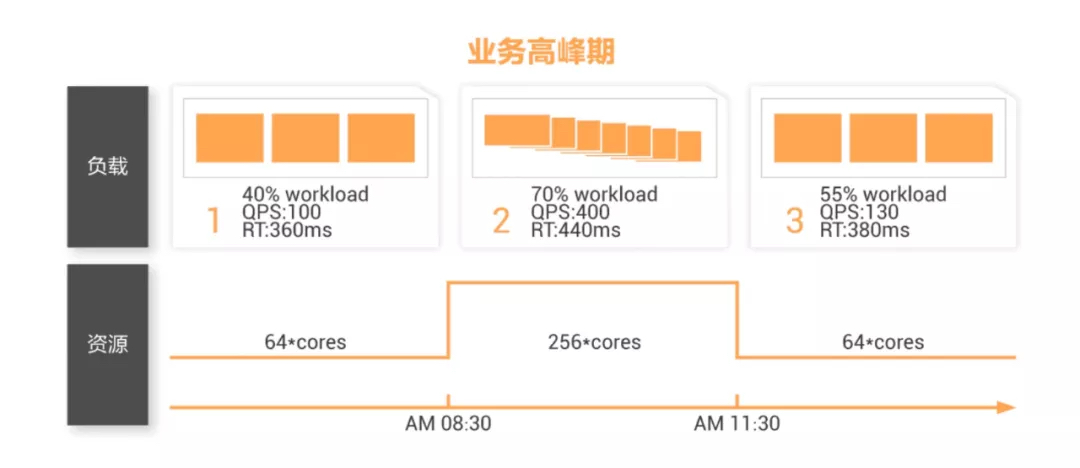 业务高峰期
负载
1
40% workload
QPS:100
RT:360ms
2
70% workload
QPS:400
RT:440ms
3
55% workload
QPS:130
RT:380ms
资源
64*cores
256*cores
64*cores
AM 08:30
AM 11:30